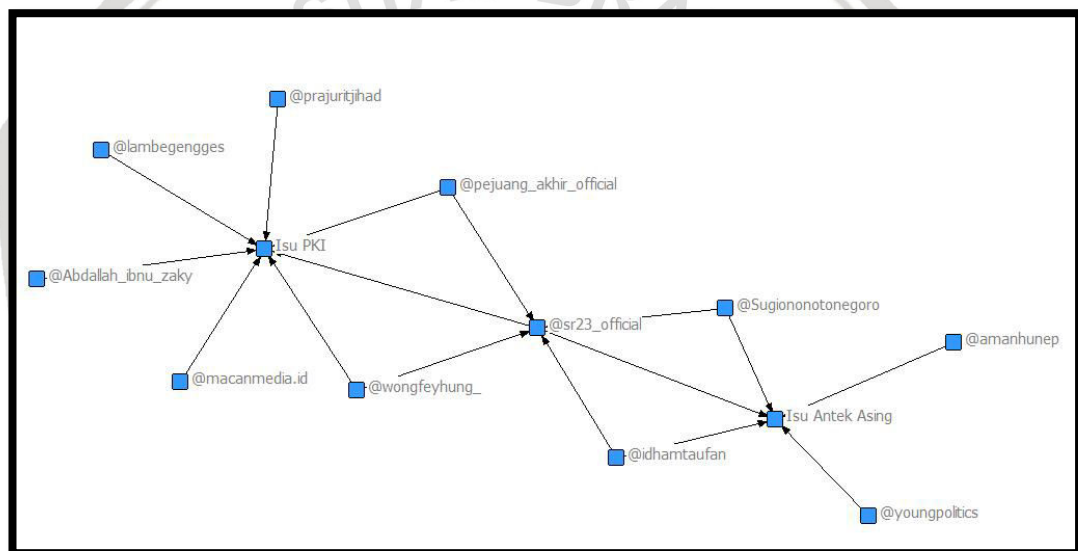 @prajuritjihad
@lambegengges
@pejuang_akhir_official
Isu PKI
@Abdallah_ibnu_zaky
@Sugiononotonegoro
@sr23_official
@amanhunep
@macanmedia.id
@wongfeyhung_
Isu Antek Asing
@idhamtaufan
@youngpolitics